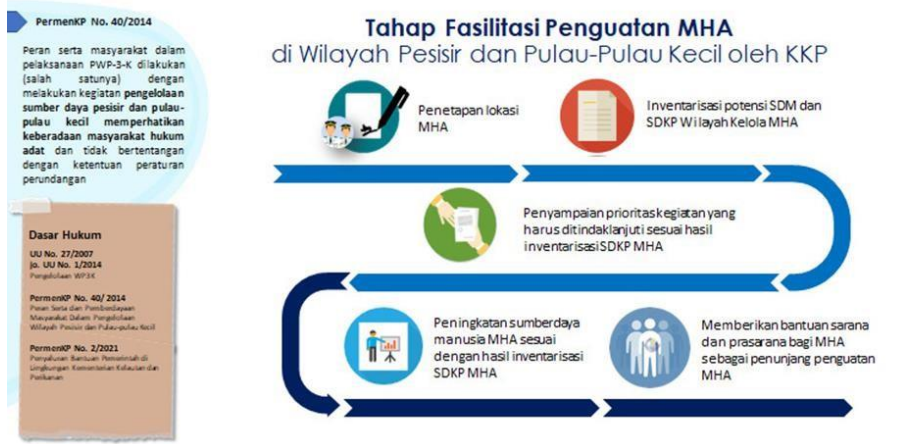 PermenKP No. 40/2014
Peran serta masyarakat dalam
pelaksanaan PWP-3-K dilakukan
(salah satunya) dengan
melakukan kegiatan pengelolaan
sumber daya pesisir dan pulau-
pulau kecil memperhatikan
keberadaan masyarakat hukum
adat dan tidak bertentangan
dengan ketentuan peraturan
perundangan
Dasar Hukum
UU No. 27/2007
jo. UU No. 1/2014
Pengelolaan WP3K
PermenKP No. 40/ 2014
Peran Serta dan Pemberdayaan
Masyarakat Dalam Pengelolaan
Wilayah Pesisir dan Pulau-pulau Kecil
PermenKP No. 2/2021
Penyaluran Bantuan Pemerintah di
Lingkungan Kementerian Kelautan dan
Perikanan
Tahap Fasilitasi Penguatan MHA
di Wilayah Pesisir dan Pulau-Pulau Kecil oleh KKP
Penetapan lokasi
MHA
Inventarisasi potensi SDM dan
SDKP Wilayah Kelola MHA
Penyampaian prioritas kegiatan yang
harus ditindaklanjuti sesuai hasil
inventarisasi SDKP MHA
Peningkatan sumberdaya
manusia MHA sesuai
dengan hasil inventarisasi
SDKP MHA
Memberikan bantuan sarana
dan prasarana bagi MHA
sebagai penunjang penguatan
MHA